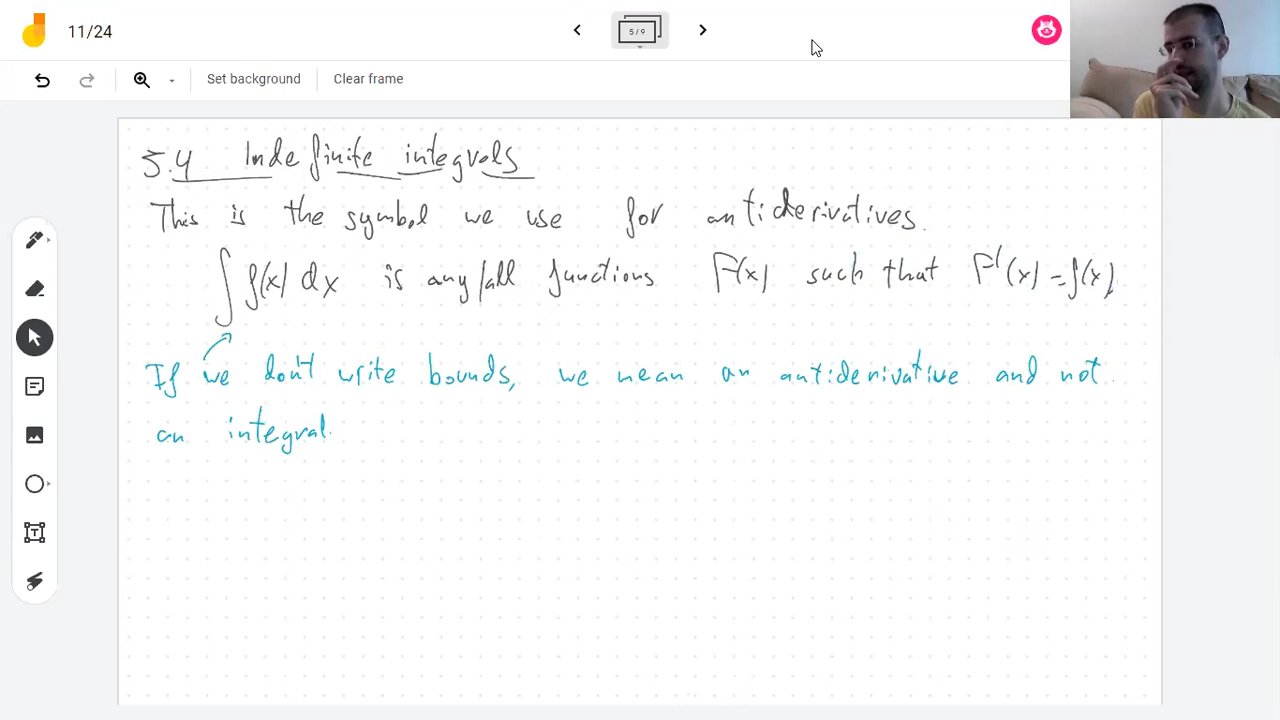 11/24
5/9
Set background
Clear frame
5.4 Indefinite integrals
This is the symbol we use for antiderivatives.
∫ f(x) dx is any/all functions F(x) such that F'(x) = f(x).
If we don't write bounds, we mean an antiderivative and not
an integral.